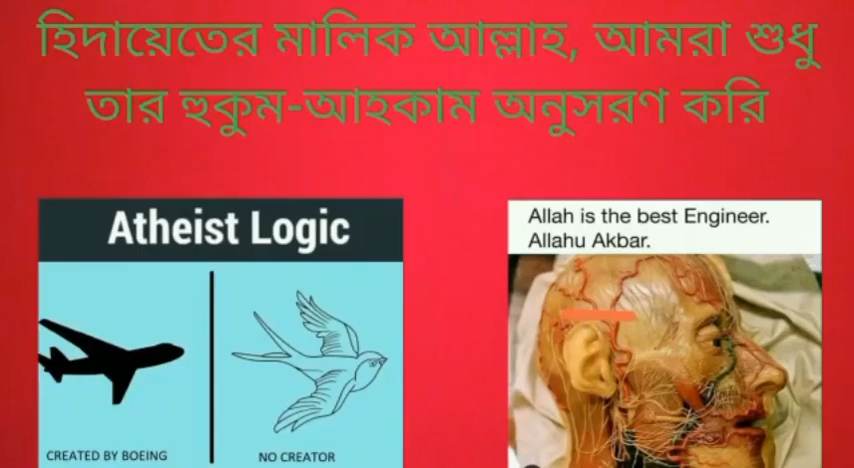 হিদায়েতের মালিক আল্লাহ, আমরা শুধু
তার হুকুম-আহকাম অনুসরণ করি
Atheist Logic
CREATED BY BOEING
NO CREATOR
Allah is the best Engineer.
Allahu Akbar.